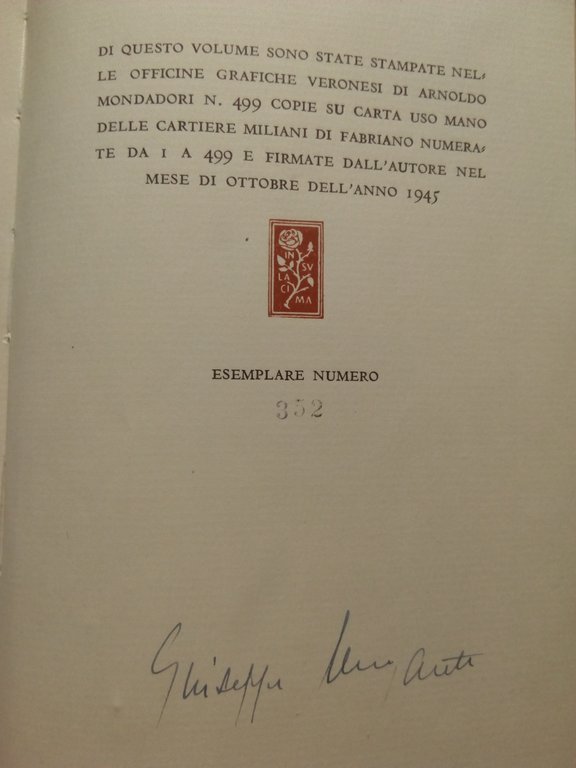 DI QUESTO VOLUME SONO STATE STAMPATE NEL-
LE OFFICINE GRAFICHE VERONESI DI ARNOLDO
MONDADORI N. 499 COPIE SU CARTA USO MANO
DELLE CARTIERE MILIANI DI FABRIANO NUMERA-
TE DA I A 499 E FIRMATE DALL'AUTORE NEL
MESE DI OTTOBRE DELL'ANNO 1945
IN
SV
LA
CI MA
ESEMPLARE NUMERO
352
Giuseppe Ungaretti